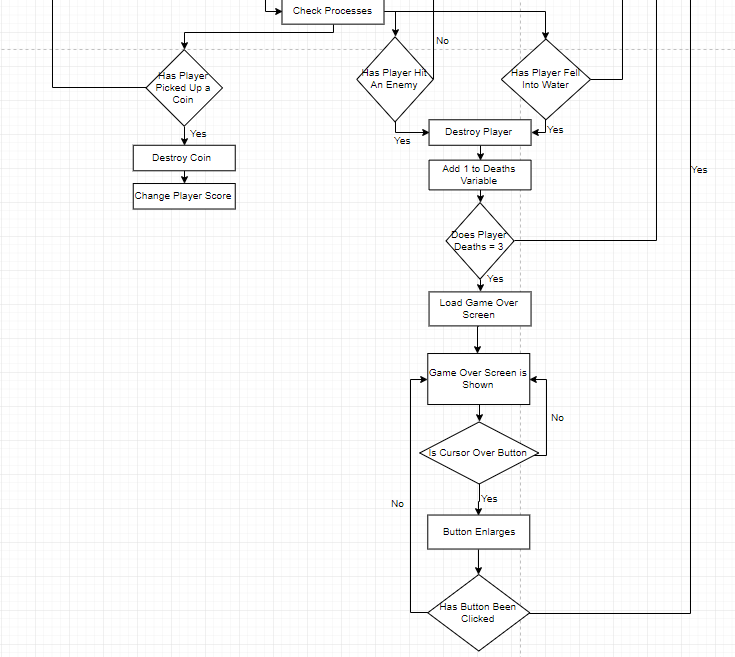 Check Processes
No
Has Player
Picked Up a
Coin
Has Player Hit
An Enemy
Has Player Fell
Into Water
Yes
Yes
Yes
Destroy Player
Destroy Coin
Add 1 to Deaths
Variable
Yes
Change Player Score
Does Player
Deaths = 3
Yes
Load Game Over
Screen
Game Over Screen is
Shown
No
Is Cursor Over Button
Yes
No
Button Enlarges
Has Button Been
Clicked